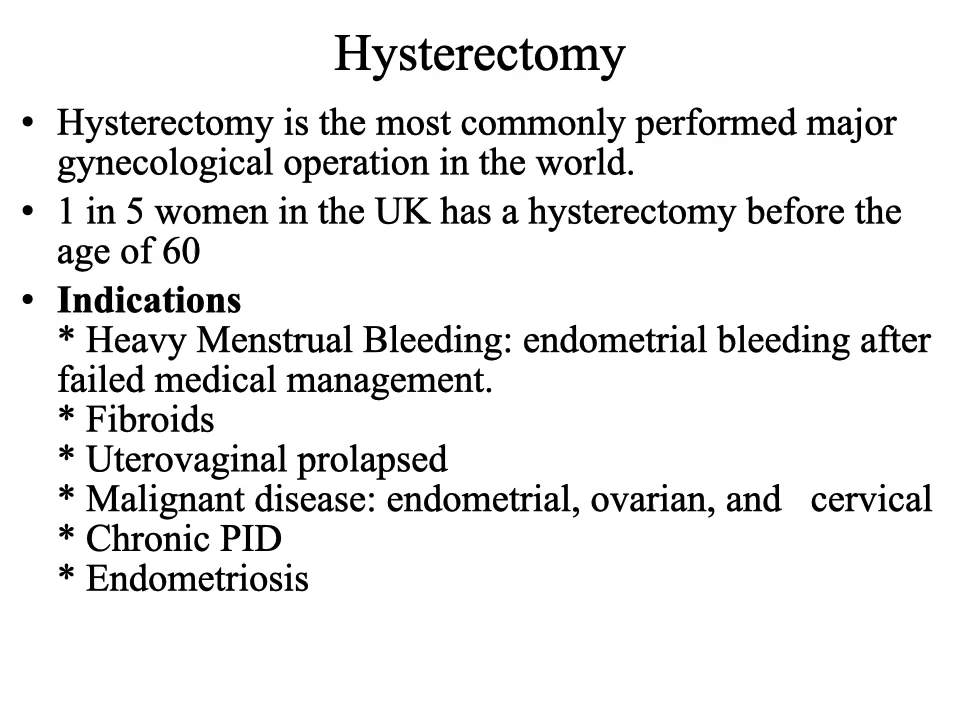 Hysterectomy
• Hysterectomy is the most commonly performed major
gynecological operation in the world.
• 1 in 5 women in the UK has a hysterectomy before the
age of 60
• Indications
* Heavy Menstrual Bleeding: endometrial bleeding after
failed medical management.
* Fibroids
* Uterovaginal prolapsed
* Malignant disease: endometrial, ovarian, and   cervical
* Chronic PID
* Endometriosis